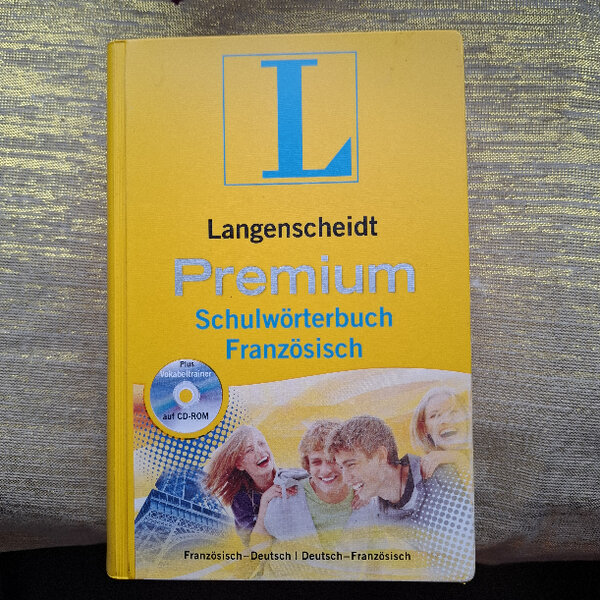 L
Langenscheidt
Premium
Schulwörterbuch
Französisch
Plus
Vokabeltrainer
auf CD-ROM
Französisch–Deutsch | Deutsch–Französisch